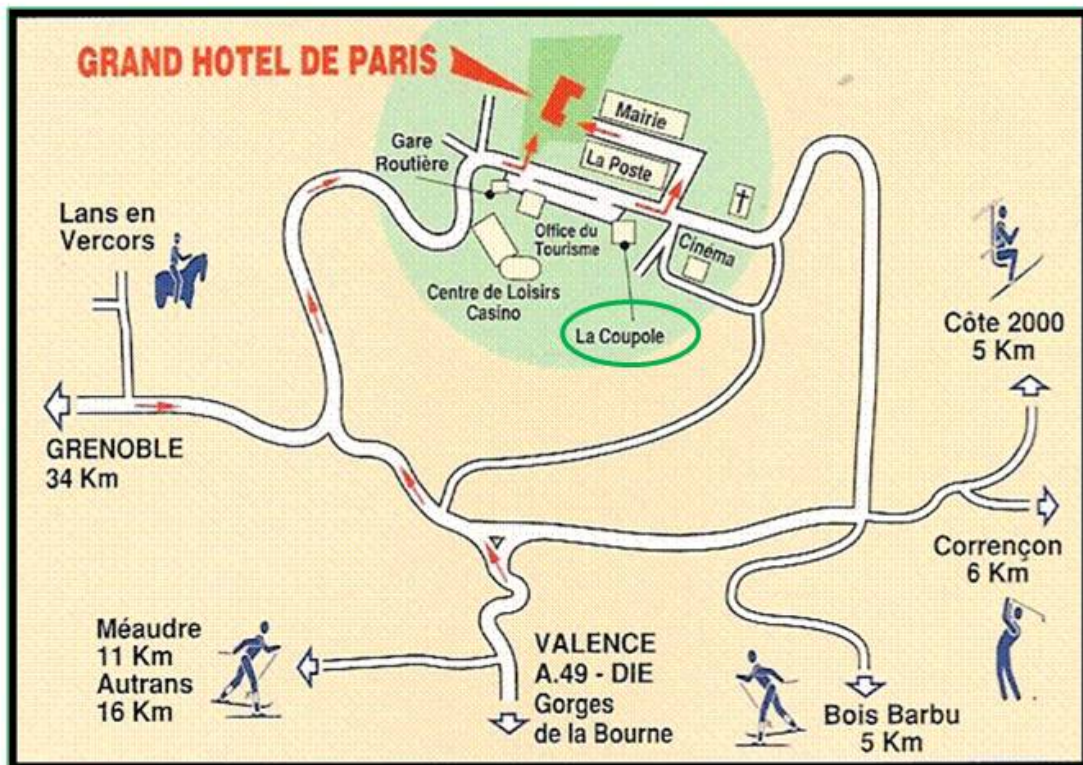 GRAND HOTEL DE PARIS
Mairie
Gare
Routière
La Poste
Lans en
Vercors
Office du
Tourisme
Cinéma
Centre de Loisirs
Casino
La Coupole
Côte 2000
5 Km
GRENOBLE
34 Km
Corrençon
6 Km
Méaudre
11 Km
Autrans
16 Km
VALENCE
A.49 - DIE
Gorges
de la Bourne
Bois Barbu
5 Km